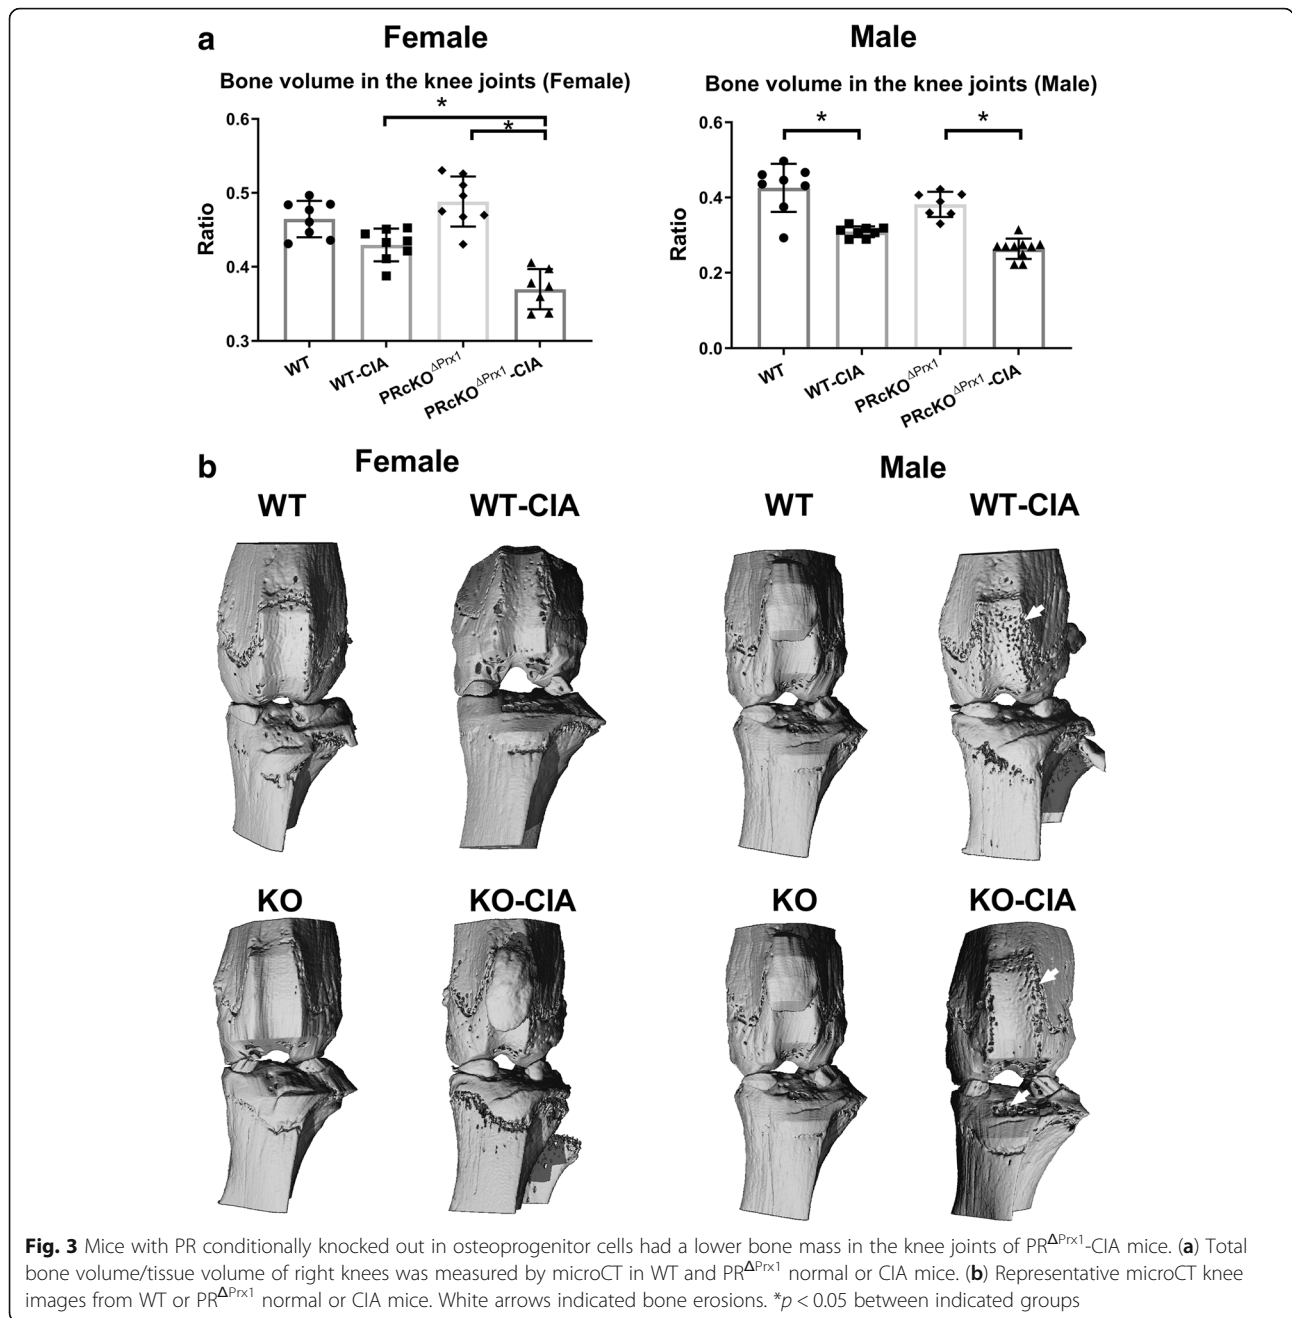 a
Female
Male
Bone volume in the knee joints (Female)
Bone volume in the knee joints (Male)
*
*
0.6
0.5
0.4
0.3
Ratio
WT
WT-CIA
PRcKO^ΔPrx1
PRcKO^ΔPrx1-CIA
*
*
0.6
0.4
0.2
0.0
Ratio
WT
WT-CIA
PRcKO^ΔPrx1
PRcKO^ΔPrx1-CIA
b
Female
Male
WT
WT-CIA
WT
WT-CIA
KO
KO-CIA
KO
KO-CIA
Fig. 3 Mice with PR conditionally knocked out in osteoprogenitor cells had a lower bone mass in the knee joints of PR^ΔPrx1-CIA mice. (a) Total
bone volume/tissue volume of right knees was measured by microCT in WT and PR^ΔPrx1 normal or CIA mice. (b) Representative microCT knee
images from WT or PR^ΔPrx1 normal or CIA mice. White arrows indicated bone erosions. *p < 0.05 between indicated groups